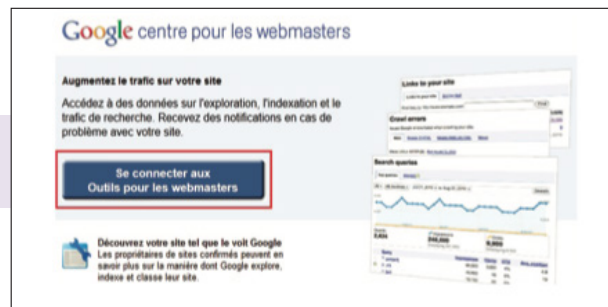 Google centre pour les webmasters
Augmentez le trafic sur votre site
Accédez à des données sur l'exploration, l'indexation et le
trafic de recherche. Recevez des notifications en cas de
problème avec votre site.
Se connecter aux
Outils pour les webmasters
Découvrez votre site tel que le voit Google
Les propriétaires de sites confirmés peuvent en
savoir plus sur la manière dont Google explore,
indexe et classe leur site.
Links to your site
Crawl errors
Search queries